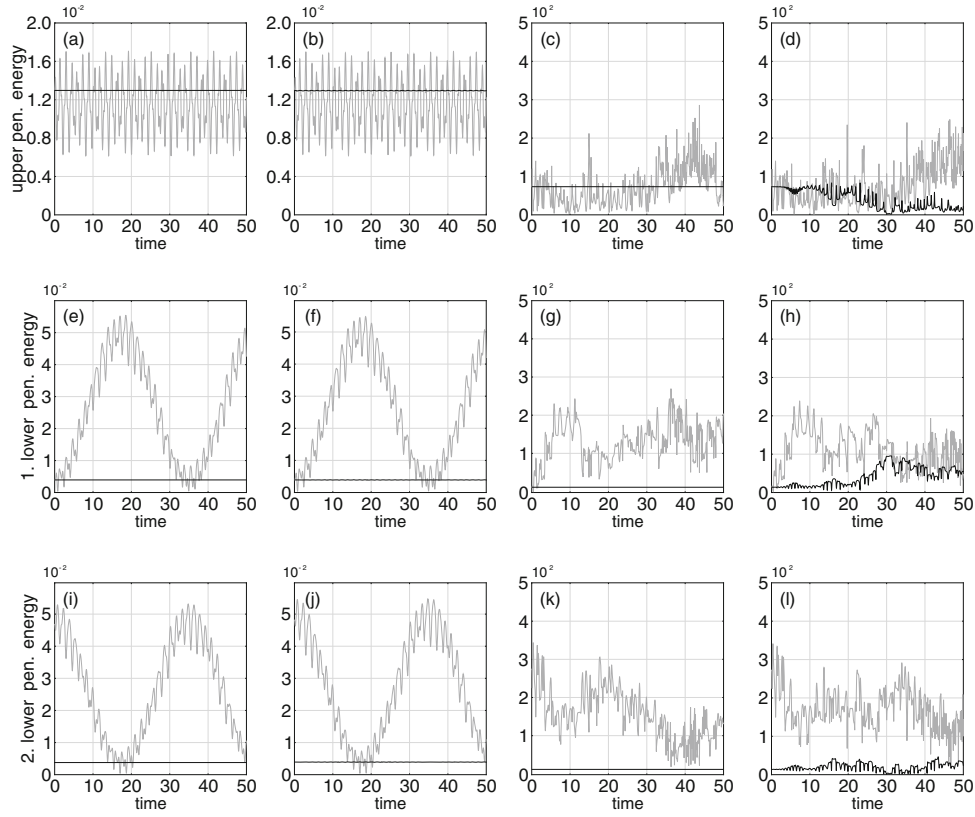 10⁻² 10⁻² 10² 10²
upper pen. energy
2.0 (a) 2.0 (b) 5 (c) 5 (d)
1.6 1.6 4 4
1.2 1.2 3 3
0.8 0.8 2 2
0.4 0.4 1 1
0 0 0 0
0 10 20 30 40 50 0 10 20 30 40 50 0 10 20 30 40 50 0 10 20 30 40 50
time time time time
10⁻² 10⁻² 10² 10²
1. lower pen. energy
(e) (f) 5 (g) 5 (h)
5 5 4 4
4 4 3 3
3 3 2 2
2 2 1 1
1 1
0 0 0 0
0 10 20 30 40 50 0 10 20 30 40 50 0 10 20 30 40 50 0 10 20 30 40 50
time time time time
10⁻² 10⁻² 10² 10²
2. lower pen. energy
(i) (j) 5 (k) 5 (l)
5 5 4 4
4 4 3 3
3 3 2 2
2 2 1 1
1 1
0 0 0 0
0 10 20 30 40 50 0 10 20 30 40 50 0 10 20 30 40 50 0 10 20 30 40 50
time time time time